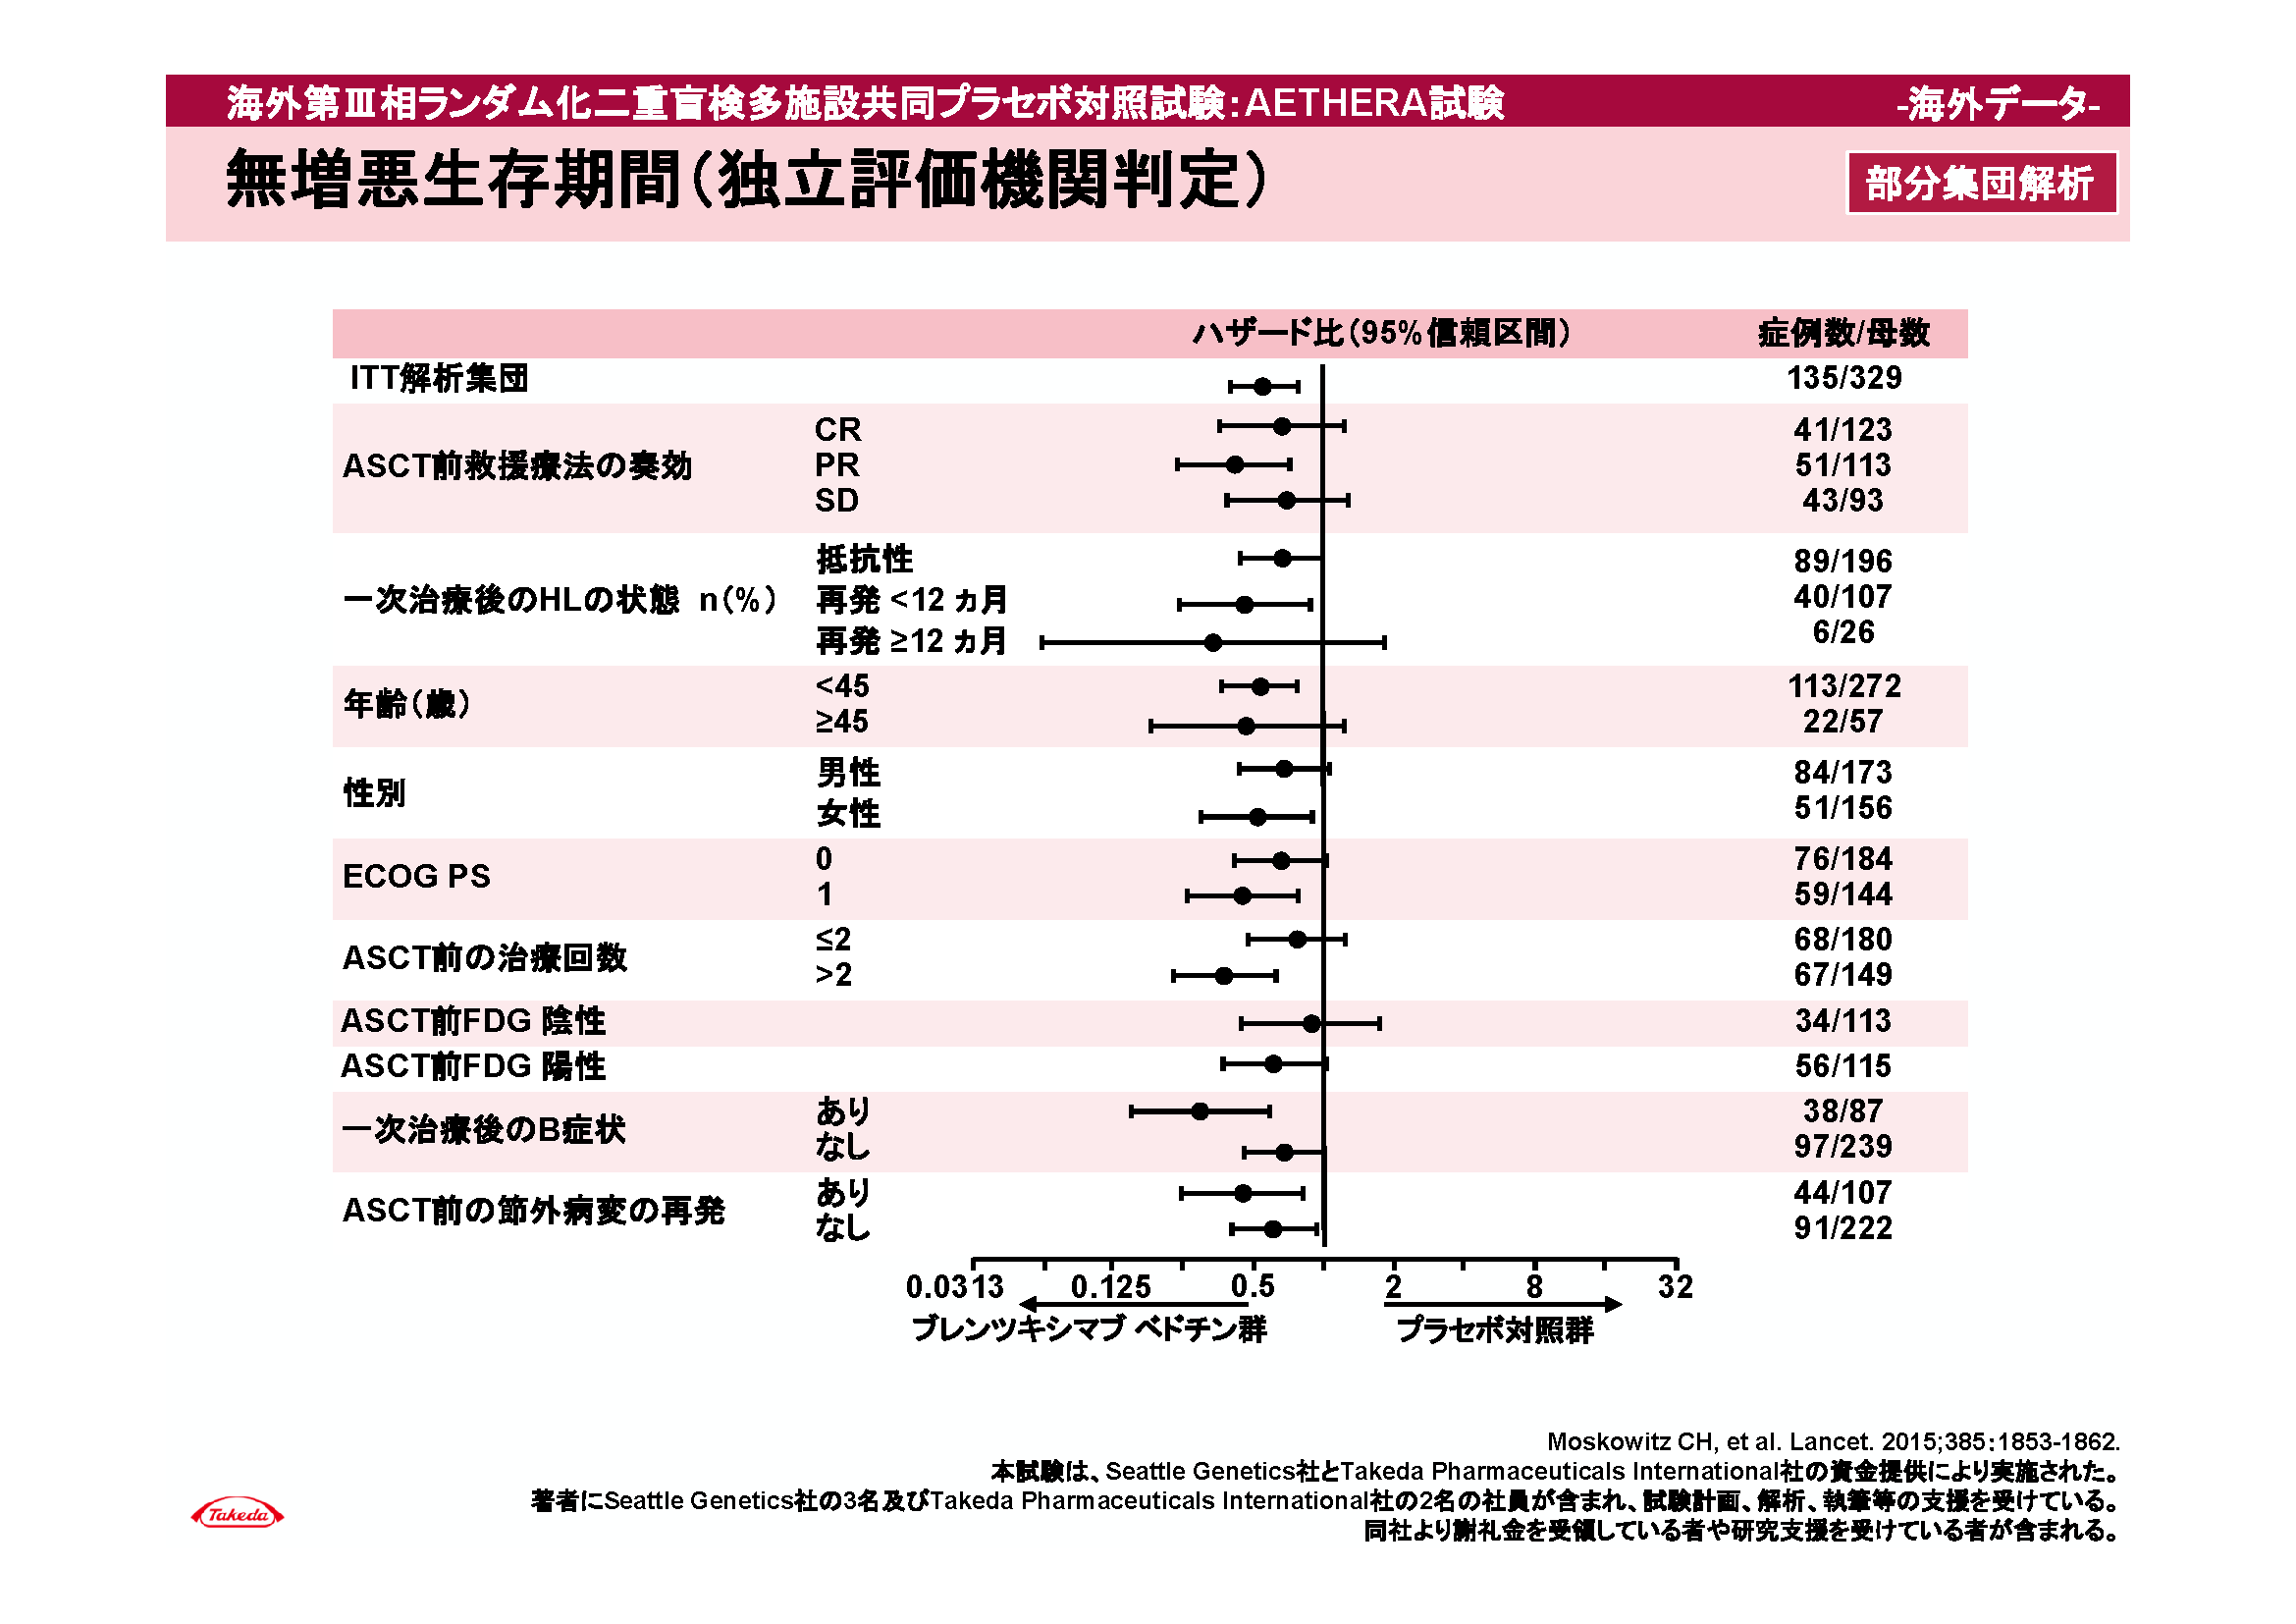 海外第Ⅲ相ランダム化二重盲検多施設共同プラセボ対照試験：AETHERA試験 -海外データ-
無増悪生存期間（独立評価機関判定） 部分集団解析
ハザード比（95%信頼区間） 症例数/母数
ITT解析集団 135/329
ASCT前救援療法の奏効
CR 41/123
PR 51/113
SD 43/93
一次治療後のHLの状態 n（%）
抵抗性 89/196
再発 <12 ヵ月 40/107
再発 ≥12 ヵ月 6/26
年齢（歳）
<45 113/272
≥45 22/57
性別
男性 84/173
女性 51/156
ECOG PS
0 76/184
1 59/144
ASCT前の治療回数
≤2 68/180
>2 67/149
ASCT前FDG 陰性 34/113
ASCT前FDG 陽性 56/115
一次治療後のB症状
あり 38/87
なし 97/239
ASCT前の節外病変の再発
あり 44/107
なし 91/222
0.0313 0.125 0.5 2 8 32
ブレンツキシマブ ベドチン群 プラセボ対照群
Moskowitz CH, et al. Lancet. 2015;385：1853-1862.
本試験は、Seattle Genetics社とTakeda Pharmaceuticals International社の資金提供により実施された。
著者にSeattle Genetics社の3名及びTakeda Pharmaceuticals International社の2名の社員が含まれ、試験計画、解析、執筆等の支援を受けている。
同社より謝礼金を受領している者や研究支援を受けている者が含まれる。
Takeda